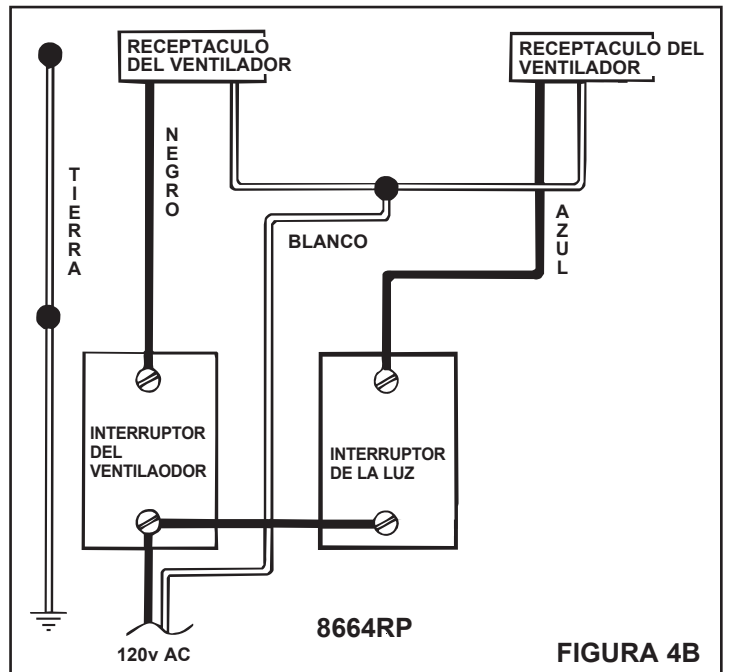 RECEPTACULO
DEL VENTILADOR
RECEPTACULO DEL
VENTILADOR
NEGRO
TIERRA
AZUL
BLANCO
INTERRUPTOR
DEL
VENTILAODOR
INTERRUPTOR
DE LA LUZ
120v AC
8664RP
FIGURA 4B